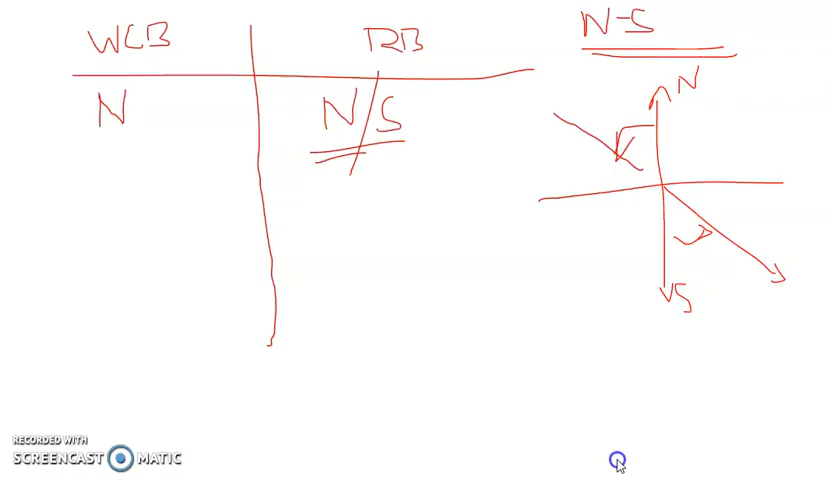 WCB RB N-S
N N/S
N
S
RECORDED WITH
SCREENCAST MATIC